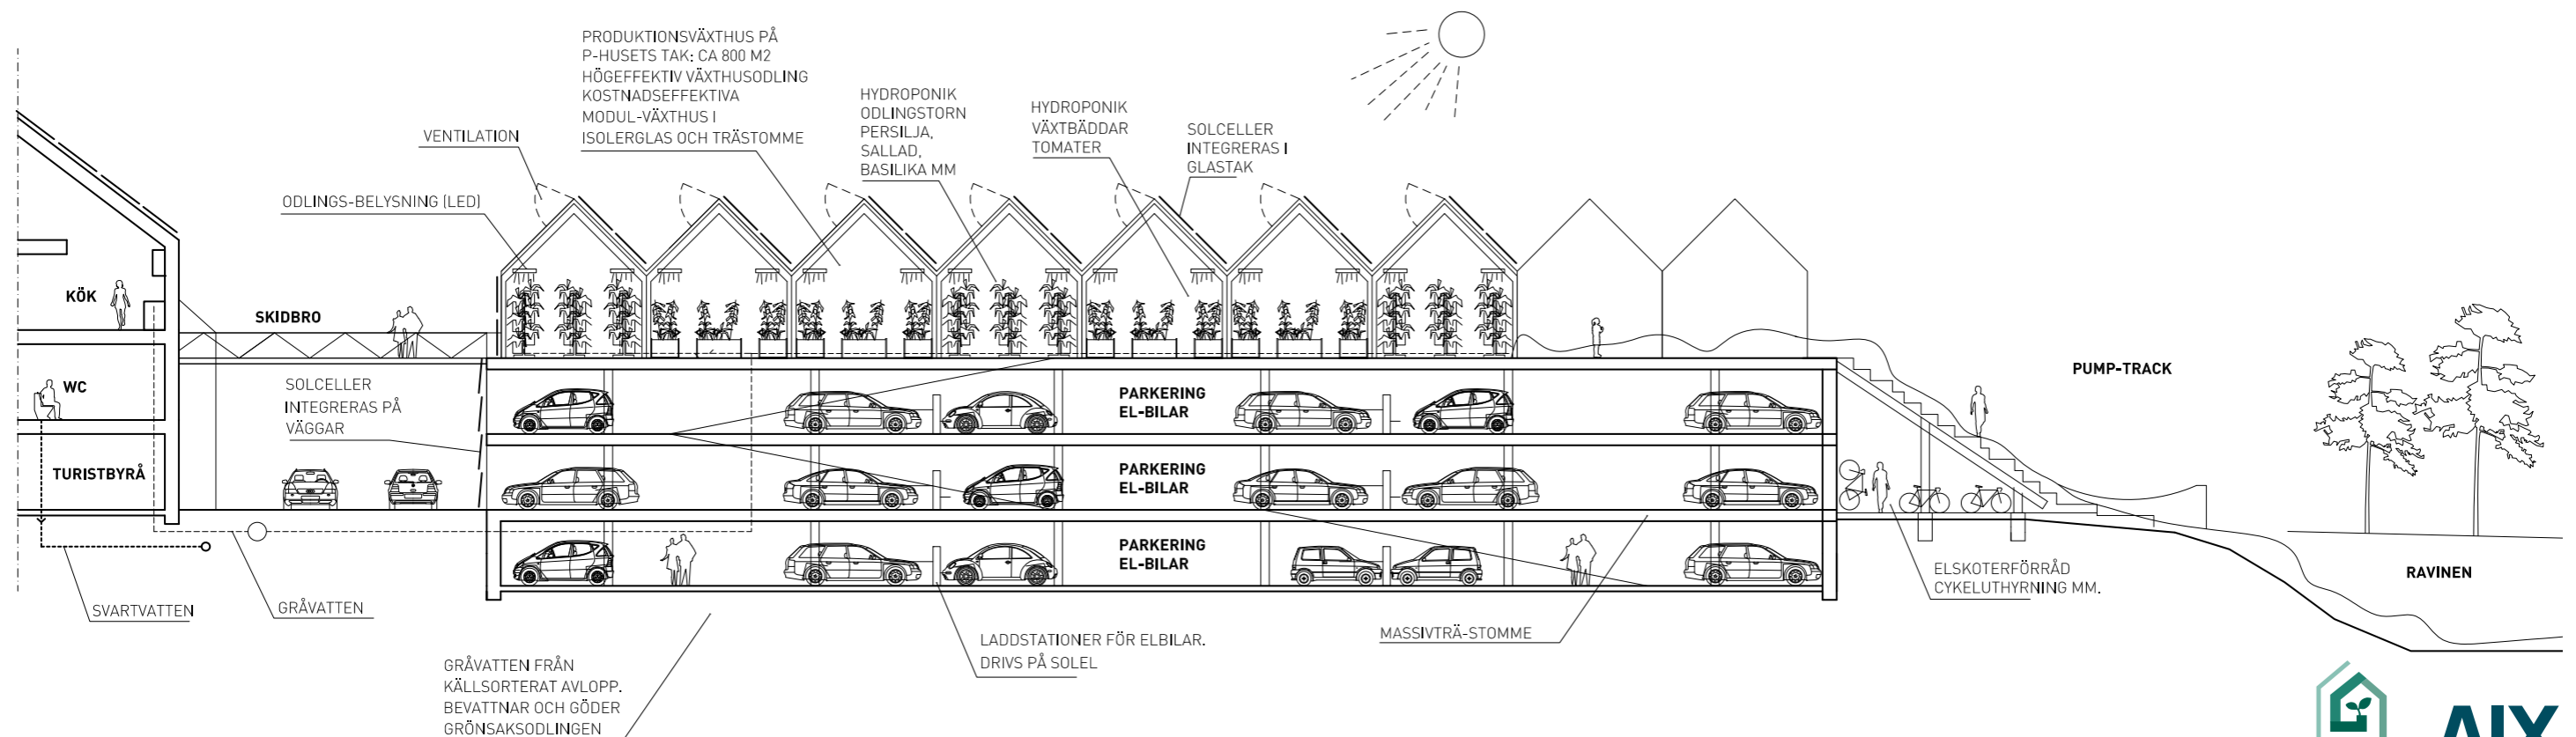 PRODUKTIONSVÄXTHUS PÅ
P-HUSETS TAK: CA 800 M2
HÖGEFFEKTIV VÄXTHUSODLING
KOSTNADSEFFEKTIVA
MODUL-VÄXTHUS I
ISOLERGLAS OCH TRÄSTOMME
HYDROPONIK
ODLINGSTORN
PERSILJA,
SALLAD,
BASILIKA MM
HYDROPONIK
VÄXTBÄDDAR
TOMATER
SOLCELLER
INTEGRERAS I
GLASTAK
VENTILATION
ODLINGS-BELYSNING (LED)
KÖK
SKIDBRO
WC
SOLCELLER
INTEGRERAS PÅ
VÄGGAR
TURISTBYRÅ
PARKERING
EL-BILAR
PARKERING
EL-BILAR
PARKERING
EL-BILAR
PUMP-TRACK
RAVINEN
ELSKOTERFÖRRÅD
CYKELUTHYRNING MM.
SVARTVATTEN
GRÅVATTEN
GRÅVATTEN FRÅN
KÄLLSORTERAT AVLOPP.
BEVATTNAR OCH GÖDER
GRÖNSAKSODLINGEN
LADDSTATIONER FÖR ELBILAR.
DRIVS PÅ SOLEL
MASSIVTRÄ-STOMME
AIX